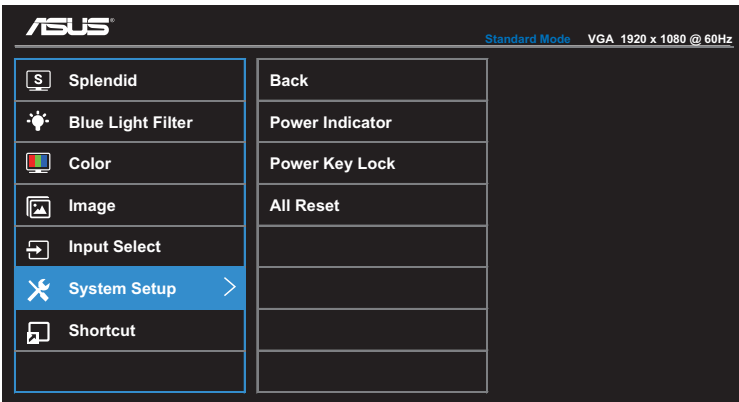 ASUS
Standard Mode VGA 1920 x 1080 @ 60Hz
S Splendid
Blue Light Filter
Color
Image
Input Select
System Setup
Shortcut
Back
Power Indicator
Power Key Lock
All Reset